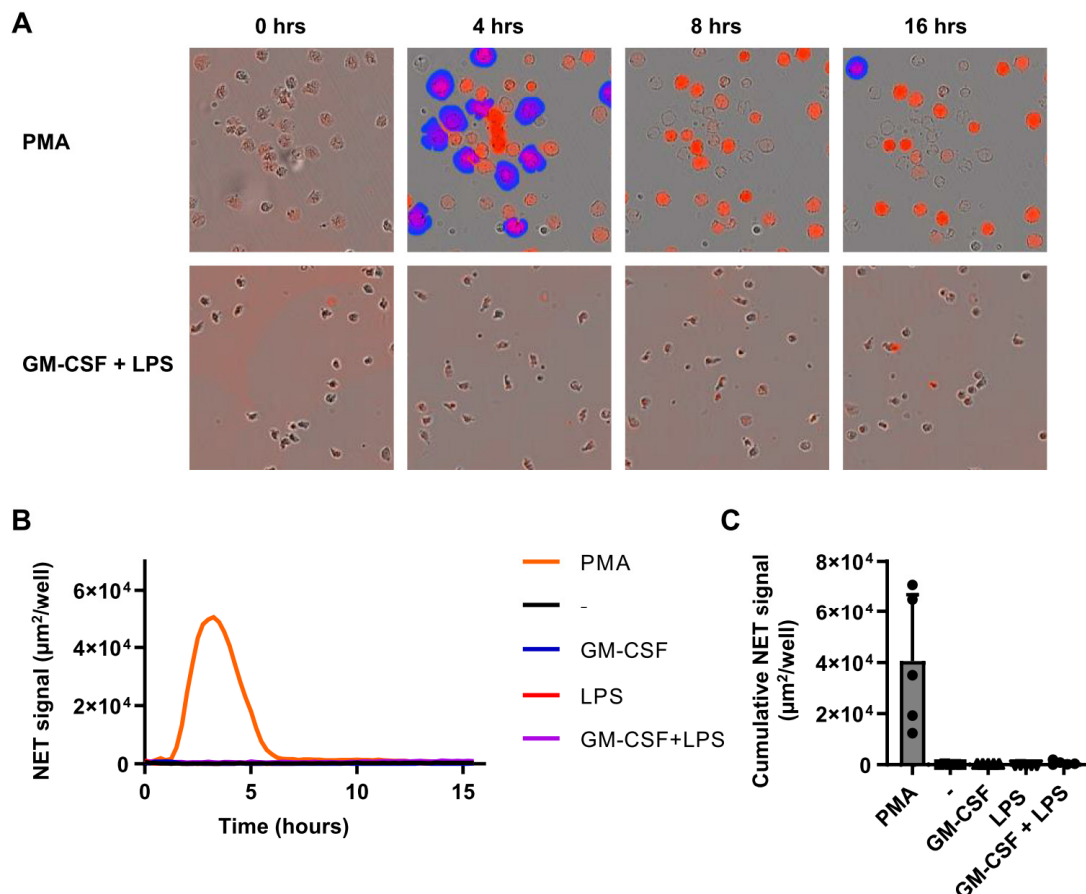 A
0 hrs 4 hrs 8 hrs 16 hrs
PMA
GM-CSF + LPS
B
NET signal (µm²/well)
6×10⁴
4×10⁴
2×10⁴
0
0 5 10 15
Time (hours)
PMA
-
GM-CSF
LPS
GM-CSF+LPS
C
Cumulative NET signal
(µm²/well)
8×10⁴
6×10⁴
4×10⁴
2×10⁴
0
PMA
-
GM-CSF
LPS
GM-CSF + LPS